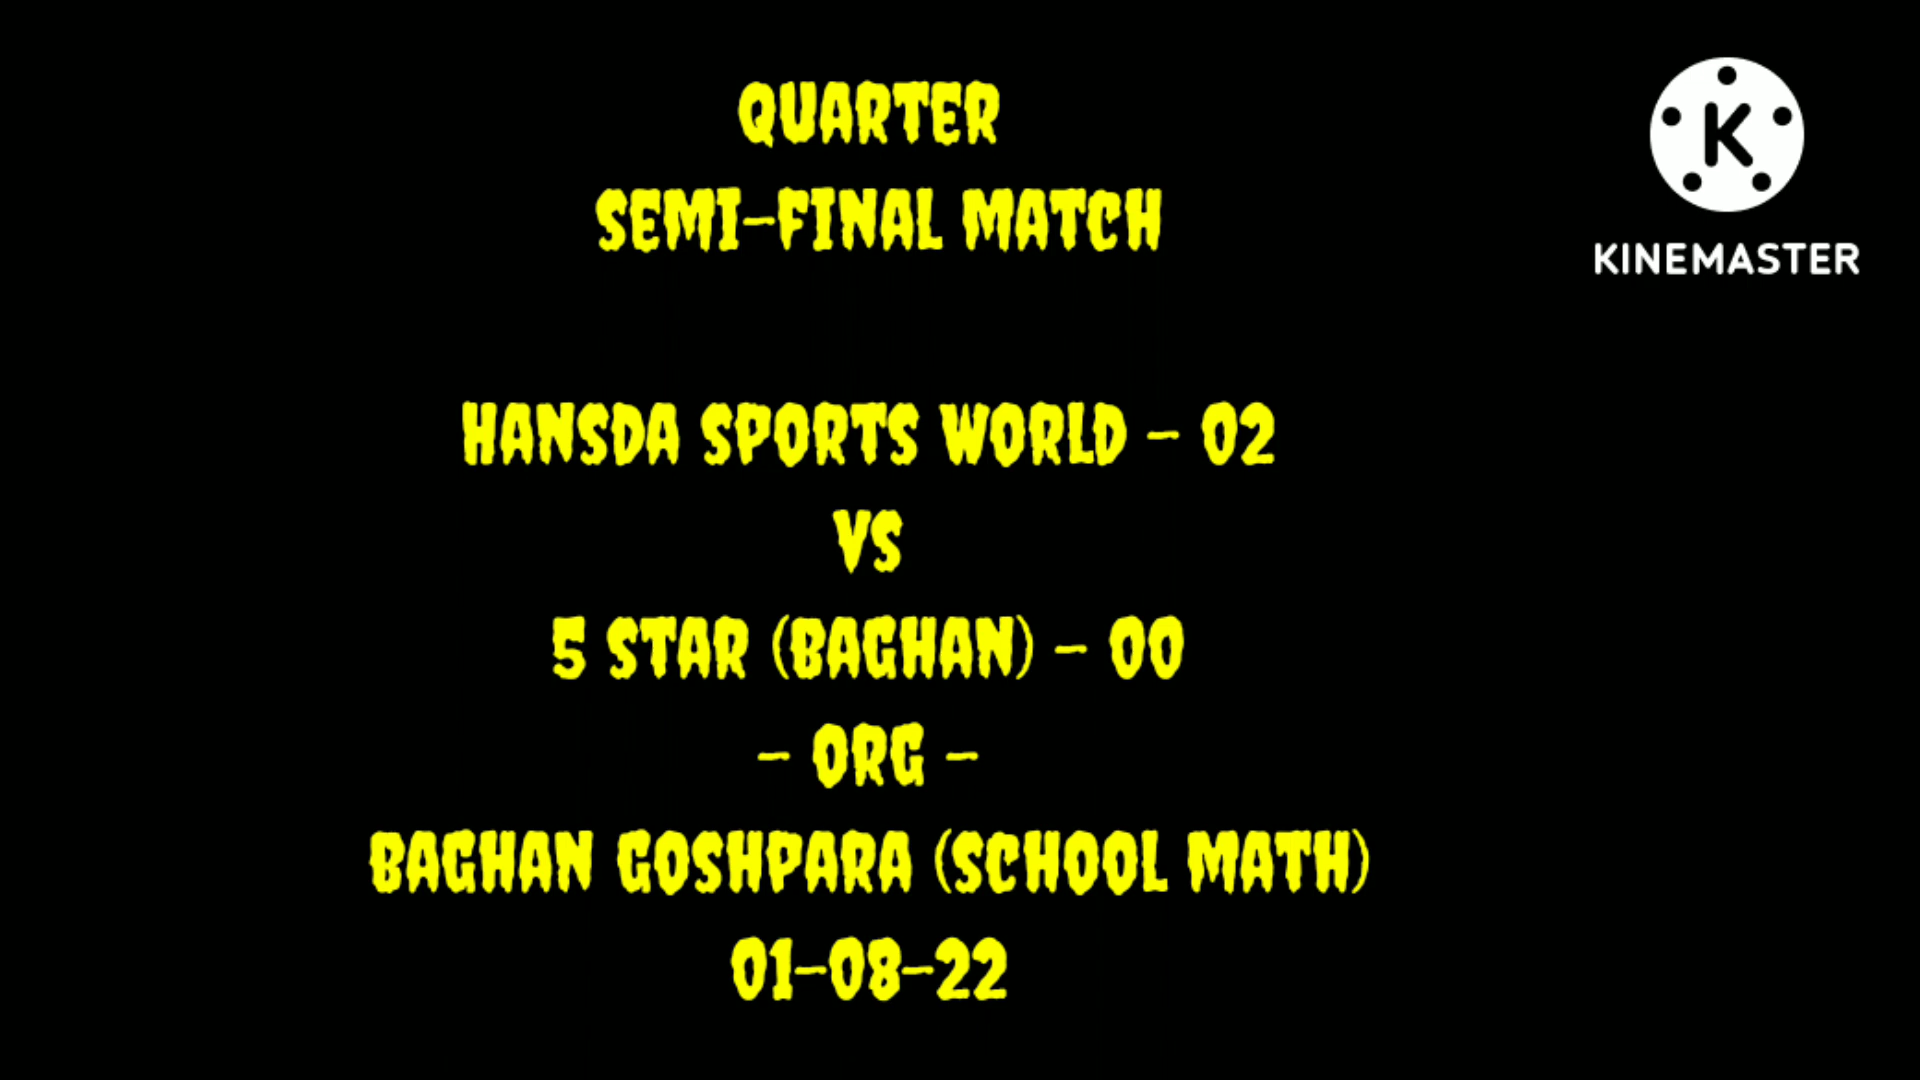 QUARTER
SEMI-FINAL MATCH
HANSDA SPORTS WORLD - 02
VS
5 STAR (BAGHAN) - 00
- ORG -
BAGHAN GOSHPARA (SCHOOL MATH)
01-08-22
K
KINEMASTER